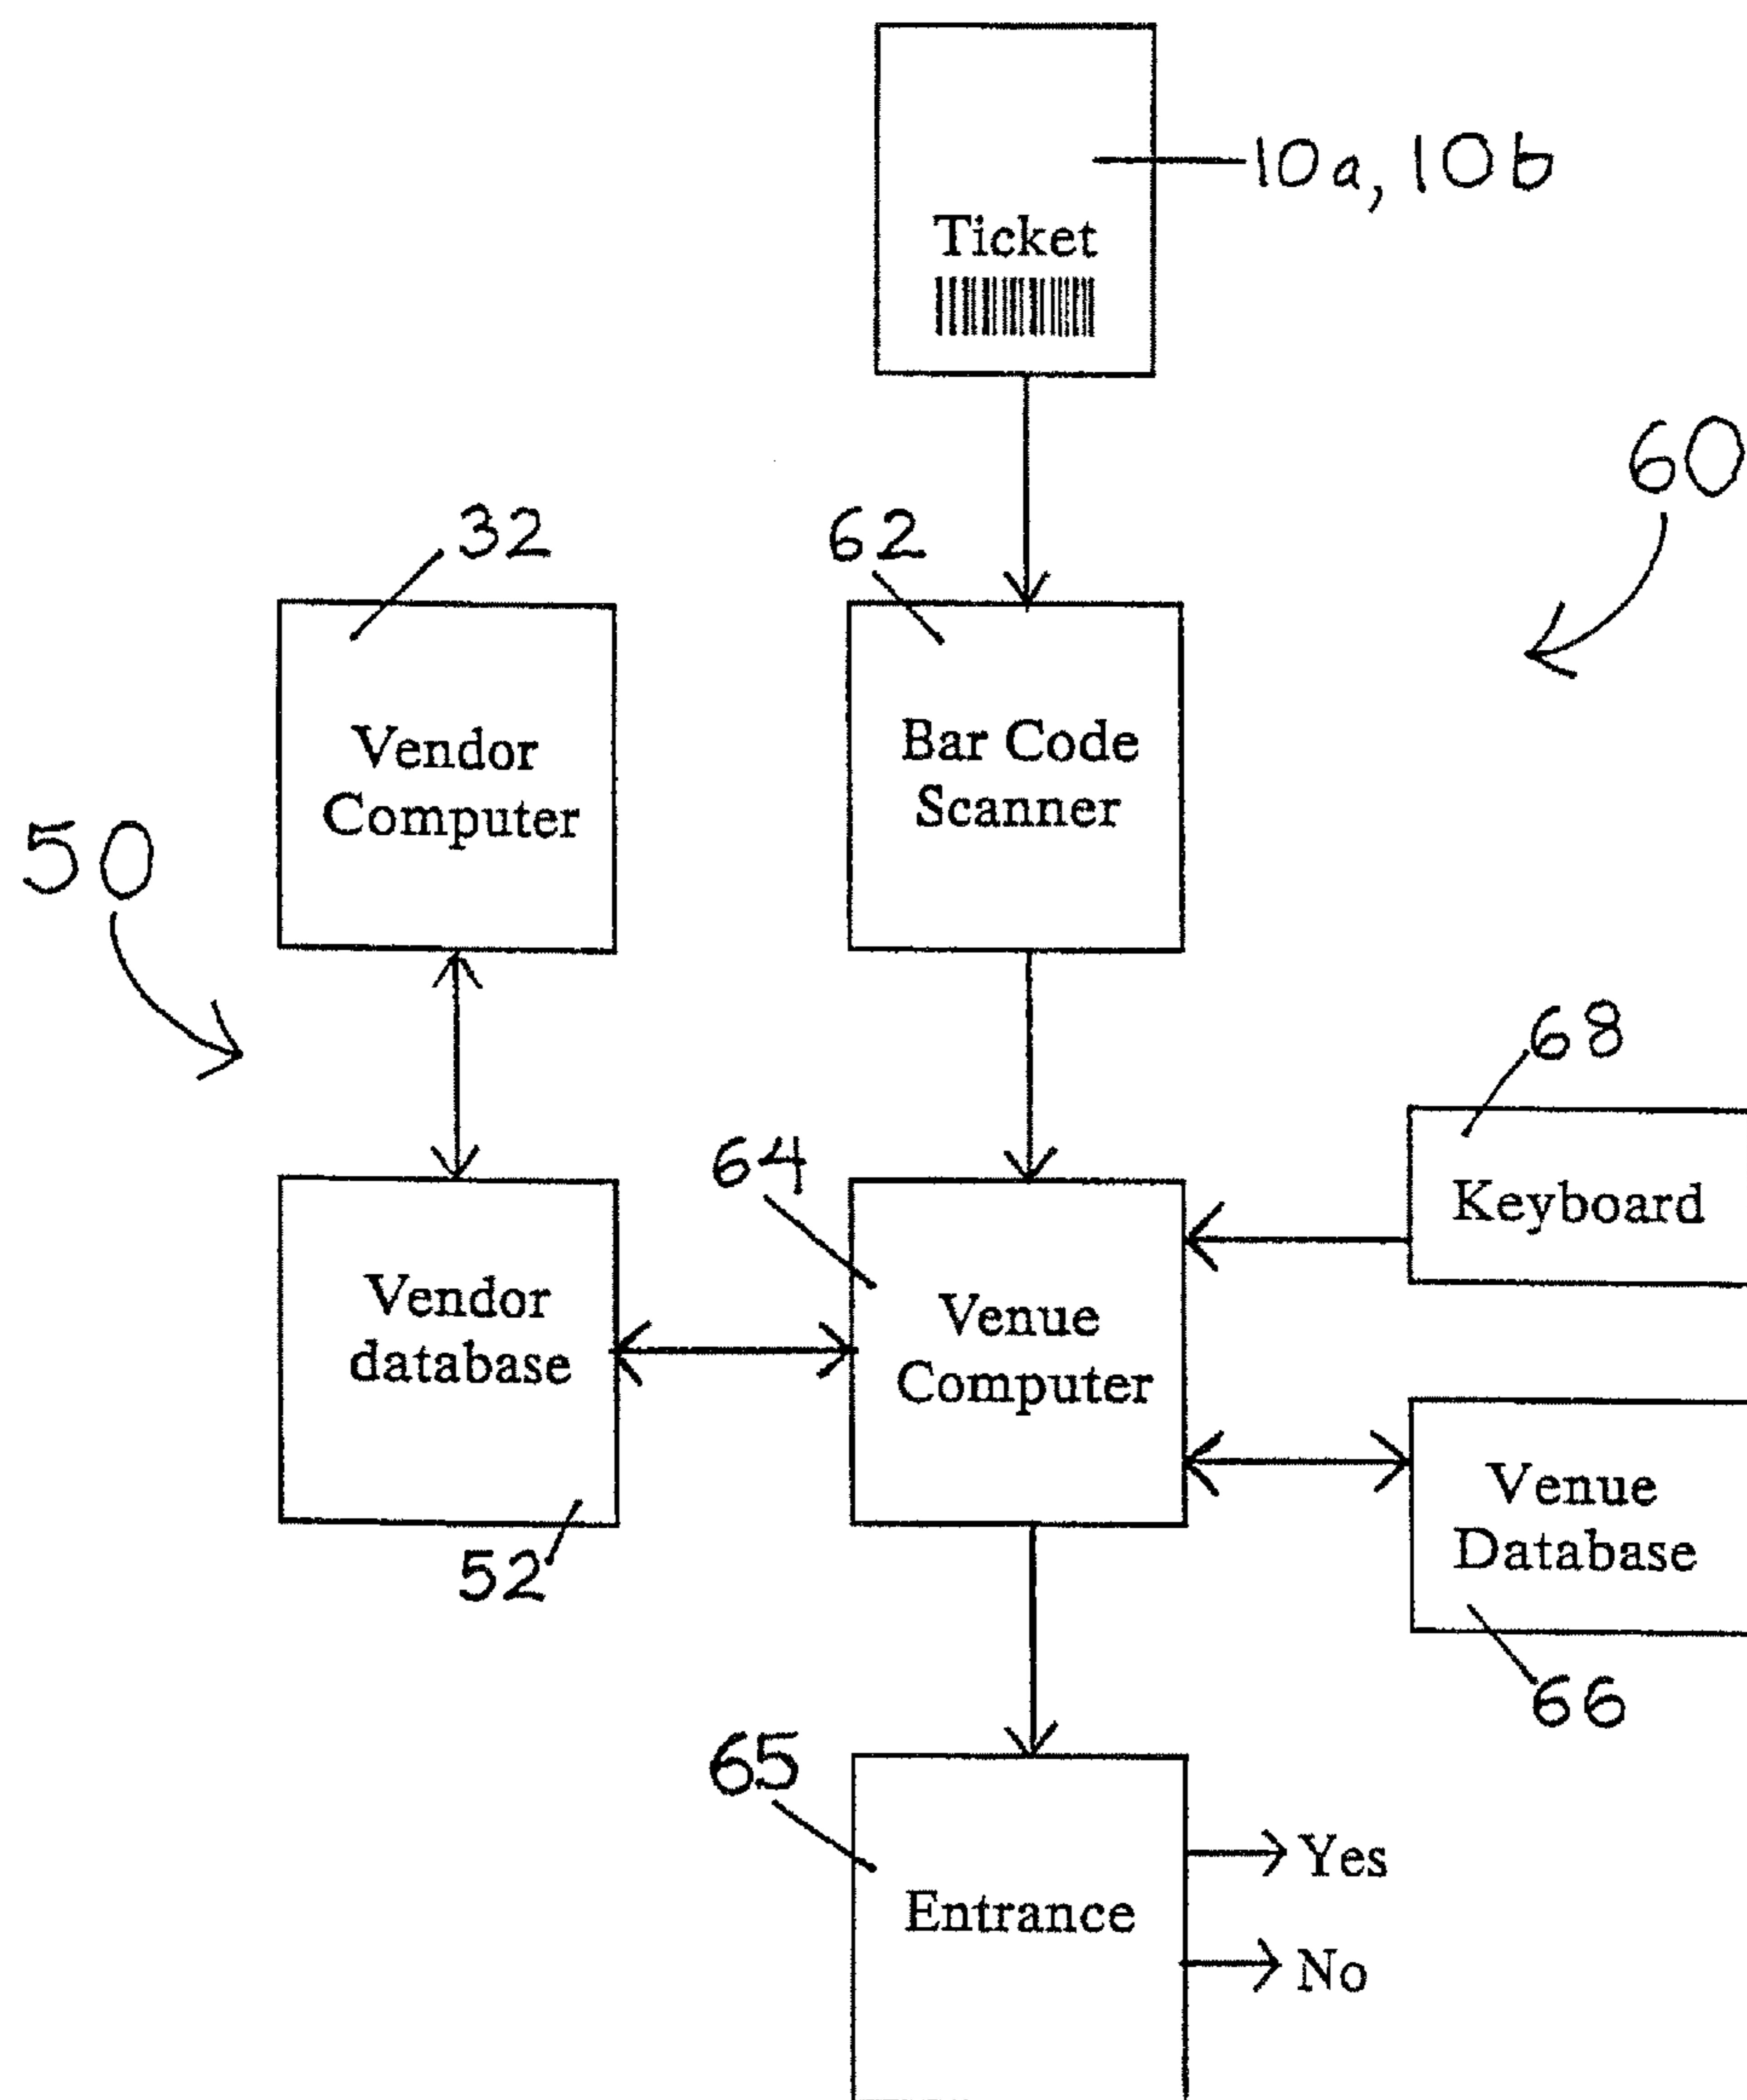 10a, 10b
Ticket
60
32
62
Vendor
Computer
Bar Code
Scanner
50
68
Keyboard
64
Vendor
database
Venue
Computer
Venue
Database
52
66
65
Entrance
Yes
No